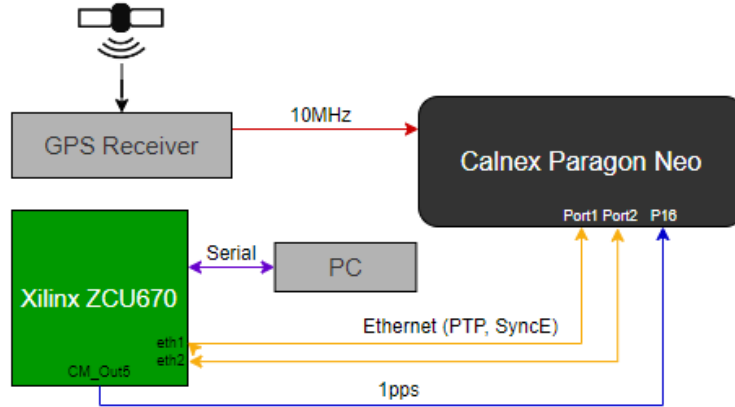 10MHz
GPS Receiver
Calnex Paragon Neo
Port1 Port2 P16
Serial
PC
Xilinx ZCU670
Ethernet (PTP, SyncE)
eth1
eth2
CM_Out5
1pps